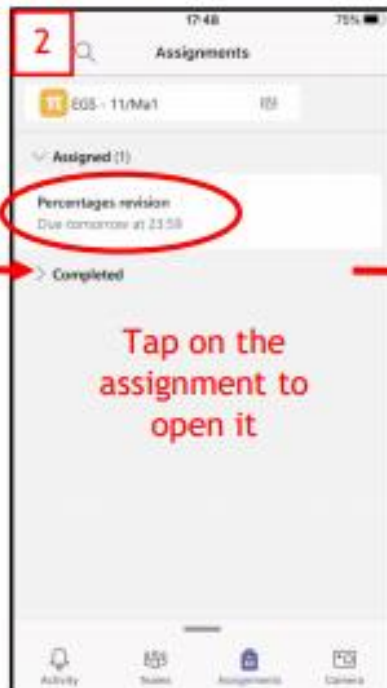 2
17:48
75%
Assignments
EGS - 11/Ma1
Assigned (1)
Percentages revision
Due tomorrow at 23:59
Completed
Tap on the
assignment to
open it
Activity
Teams
Assignments
Camera